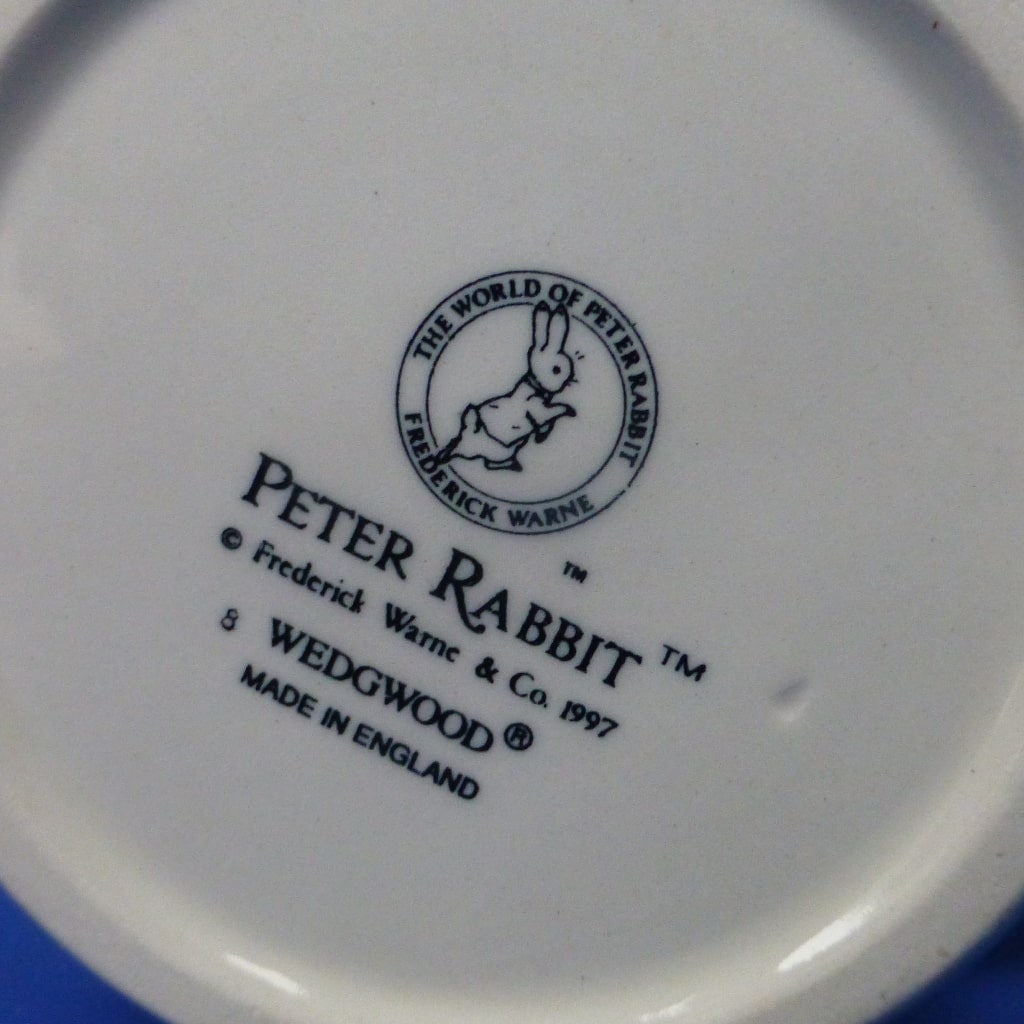 THE WORLD OF PETER RABBIT
FREDERICK WARNE
TM
PETER RABBIT TM
© Frederick Warne & Co. 1997
8 WEDGWOOD ®
MADE IN ENGLAND